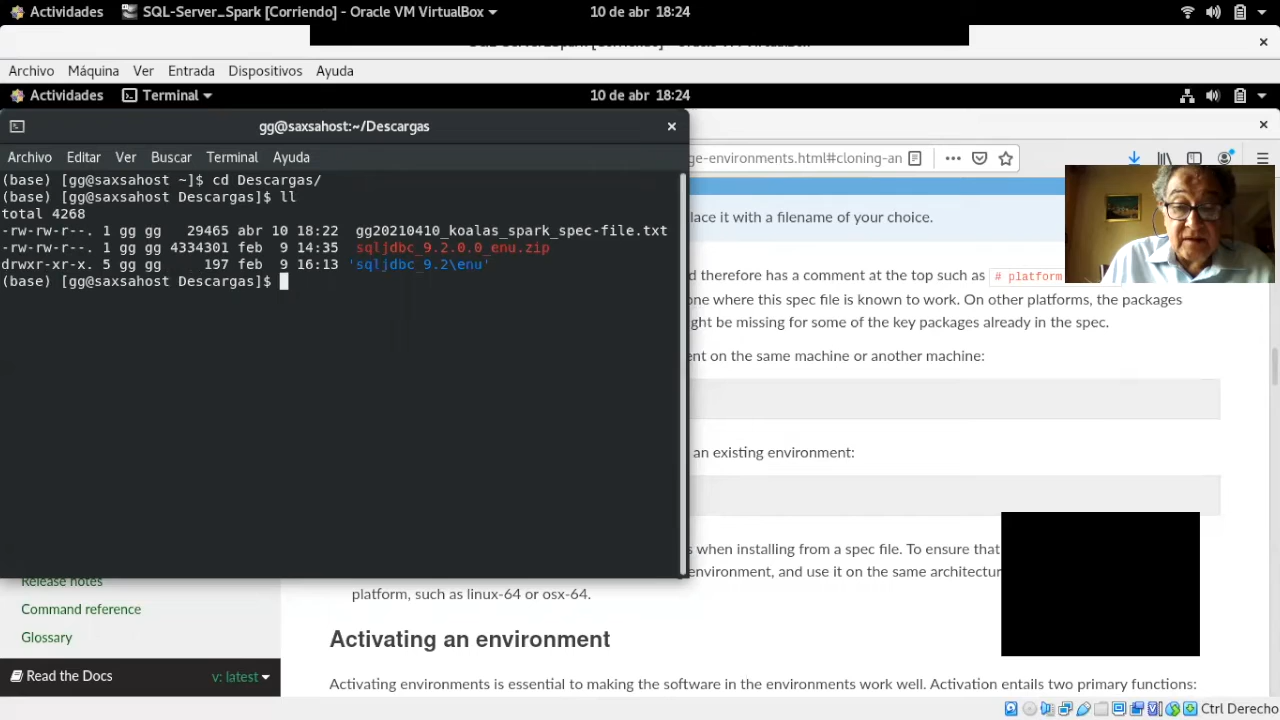 Actividades SQL-Server_Spark [Corriendo] - Oracle VM VirtualBox 10 de abr 18:24
Archivo Máquina Ver Entrada Dispositivos Ayuda
Actividades Terminal 10 de abr 18:24
gg@saxsahost:~/Descargas
Archivo Editar Ver Buscar Terminal Ayuda
ge-environments.html#cloning-an
(base) [gg@saxsahost ~]$ cd Descargas/
(base) [gg@saxsahost Descargas]$ ll
total 4268
-rw-rw-r--. 1 gg gg 29465 abr 10 18:22 gg20210410_koalas_spark_spec-file.txt
-rw-rw-r--. 1 gg gg 4334301 feb 9 14:35 sqljdbc_9.2.0.0_enu.zip
drwxr-xr-x. 5 gg gg 197 feb 9 16:13 'sqljdbc_9.2\enu'
(base) [gg@saxsahost Descargas]$
lace it with a filename of your choice.
d therefore has a comment at the top such as # platform
one where this spec file is known to work. On other platforms, the packages
ght be missing for some of the key packages already in the spec.
ent on the same machine or another machine:
an existing environment:
s when installing from a spec file. To ensure that
environment, and use it on the same architectur
platform, such as linux-64 or osx-64.
Activating an environment
Activating environments is essential to making the software in the environments work well. Activation entails two primary functions:
Release notes
Command reference
Glossary
Read the Docs v: latest
Ctrl Derecho